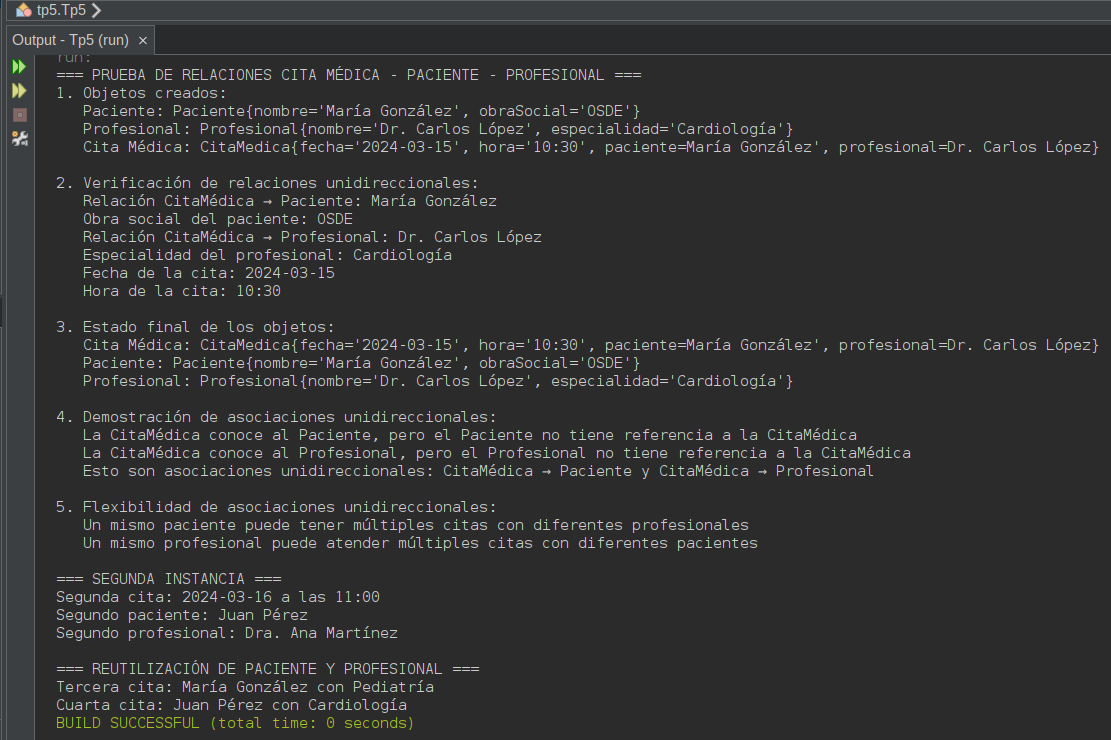 tp5.Tp5
Output - Tp5 (run) ×
run:
=== PRUEBA DE RELACIONES CITA MÉDICA - PACIENTE - PROFESIONAL ===
1. Objetos creados:
   Paciente: Paciente{nombre='María González', obraSocial='OSDE'}
   Profesional: Profesional{nombre='Dr. Carlos López', especialidad='Cardiología'}
   Cita Médica: CitaMedica{fecha='2024-03-15', hora='10:30', paciente=María González', profesional=Dr. Carlos López}

2. Verificación de relaciones unidireccionales:
   Relación CitaMédica → Paciente: María González
   Obra social del paciente: OSDE
   Relación CitaMédica → Profesional: Dr. Carlos López
   Especialidad del profesional: Cardiología
   Fecha de la cita: 2024-03-15
   Hora de la cita: 10:30

3. Estado final de los objetos:
   Cita Médica: CitaMedica{fecha='2024-03-15', hora='10:30', paciente=María González', profesional=Dr. Carlos López}
   Paciente: Paciente{nombre='María González', obraSocial='OSDE'}
   Profesional: Profesional{nombre='Dr. Carlos López', especialidad='Cardiología'}

4. Demostración de asociaciones unidireccionales:
   La CitaMédica conoce al Paciente, pero el Paciente no tiene referencia a la CitaMédica
   La CitaMédica conoce al Profesional, pero el Profesional no tiene referencia a la CitaMédica
   Esto son asociaciones unidireccionales: CitaMédica → Paciente y CitaMédica → Profesional

5. Flexibilidad de asociaciones unidireccionales:
   Un mismo paciente puede tener múltiples citas con diferentes profesionales
   Un mismo profesional puede atender múltiples citas con diferentes pacientes

=== SEGUNDA INSTANCIA ===
Segunda cita: 2024-03-16 a las 11:00
Segundo paciente: Juan Pérez
Segundo profesional: Dra. Ana Martínez

=== REUTILIZACIÓN DE PACIENTE Y PROFESIONAL ===
Tercera cita: María González con Pediatría
Cuarta cita: Juan Pérez con Cardiología
BUILD SUCCESSFUL (total time: 0 seconds)